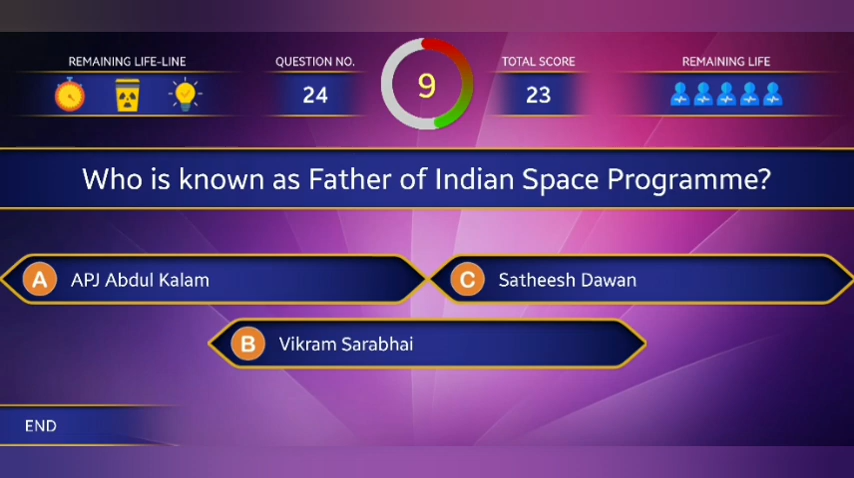 REMAINING LIFE-LINE
QUESTION NO.
24
9
TOTAL SCORE
23
REMAINING LIFE
Who is known as Father of Indian Space Programme?
A APJ Abdul Kalam
C Satheesh Dawan
B Vikram Sarabhai
END